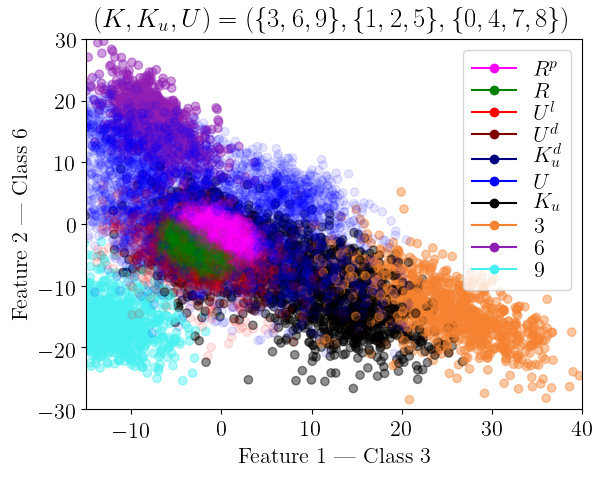 (K, K_u, U) = ({3, 6, 9}, {1, 2, 5}, {0, 4, 7, 8})
30
20
10
0
−10
−20
−30
Feature 2 — Class 6
−10
0
10
20
30
40
Feature 1 — Class 3
R^p
R
U^l
U^d
K_u^d
U
K_u
3
6
9